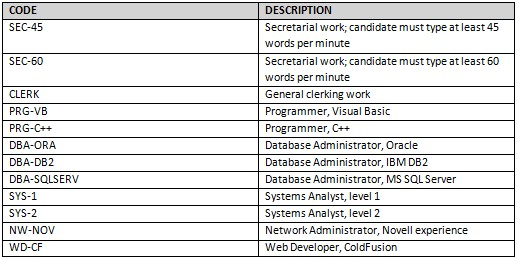 CODE DESCRIPTION
SEC-45 Secretarial work; candidate must type at least 45
words per minute
SEC-60 Secretarial work; candidate must type at least 60
words per minute
CLERK General clerking work
PRG-VB Programmer, Visual Basic
PRG-C++ Programmer, C++
DBA-ORA Database Administrator, Oracle
DBA-DB2 Database Administrator, IBM DB2
DBA-SQLSERV Database Administrator, MS SQL Server
SYS-1 Systems Analyst, level 1
SYS-2 Systems Analyst, level 2
NW-NOV Network Administrator, Novell experience
WD-CF Web Developer, ColdFusion